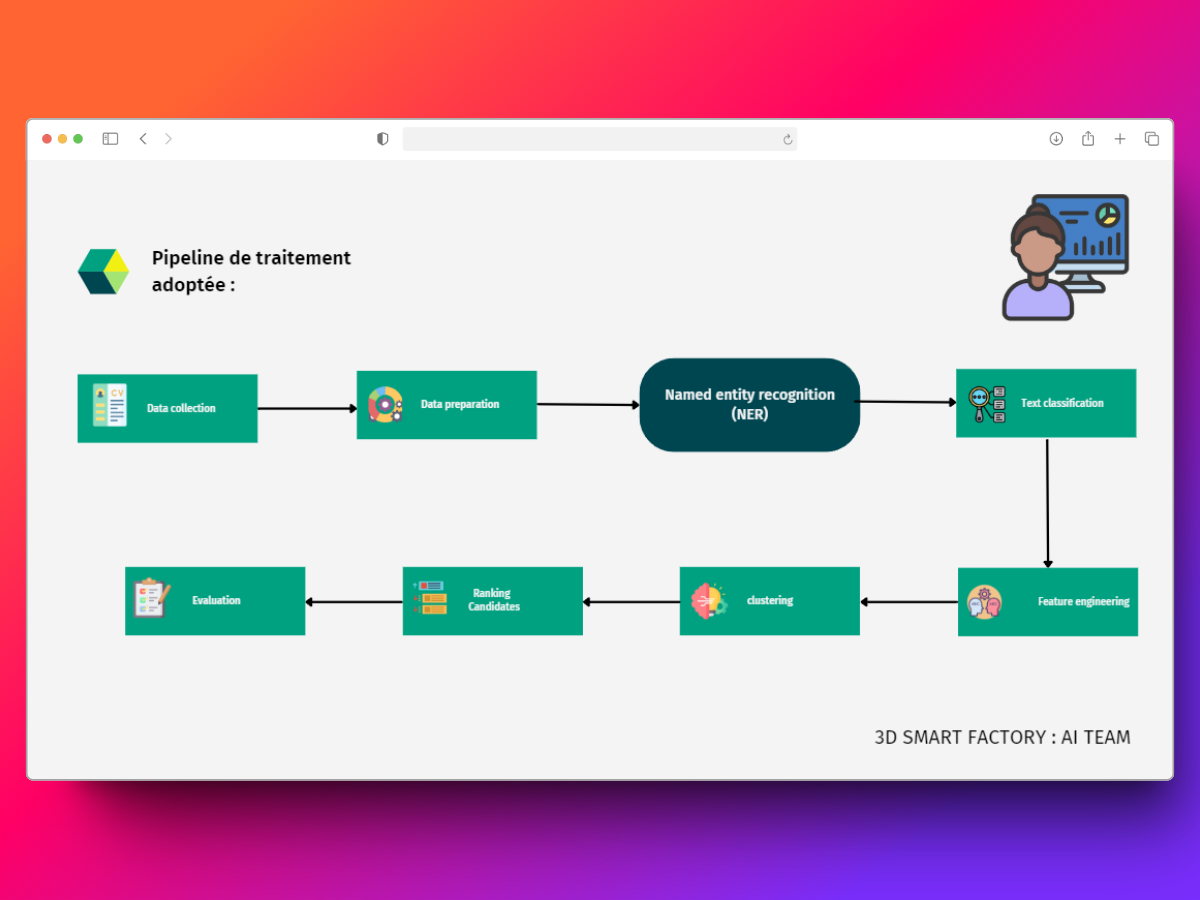 Pipeline de traitement
adoptée :
CV
Data collection
Data preparation
Named entity recognition
(NER)
Text classification
Feature engineering
clustering
Ranking
Candidates
Evaluation
3D SMART FACTORY : AI TEAM